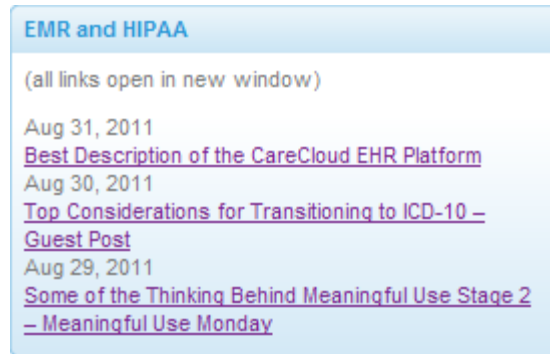 EMR and HIPAA
(all links open in new window)
Aug 31, 2011
Best Description of the CareCloud EHR Platform
Aug 30, 2011
Top Considerations for Transitioning to ICD-10 –
Guest Post
Aug 29, 2011
Some of the Thinking Behind Meaningful Use Stage 2
– Meaningful Use Monday